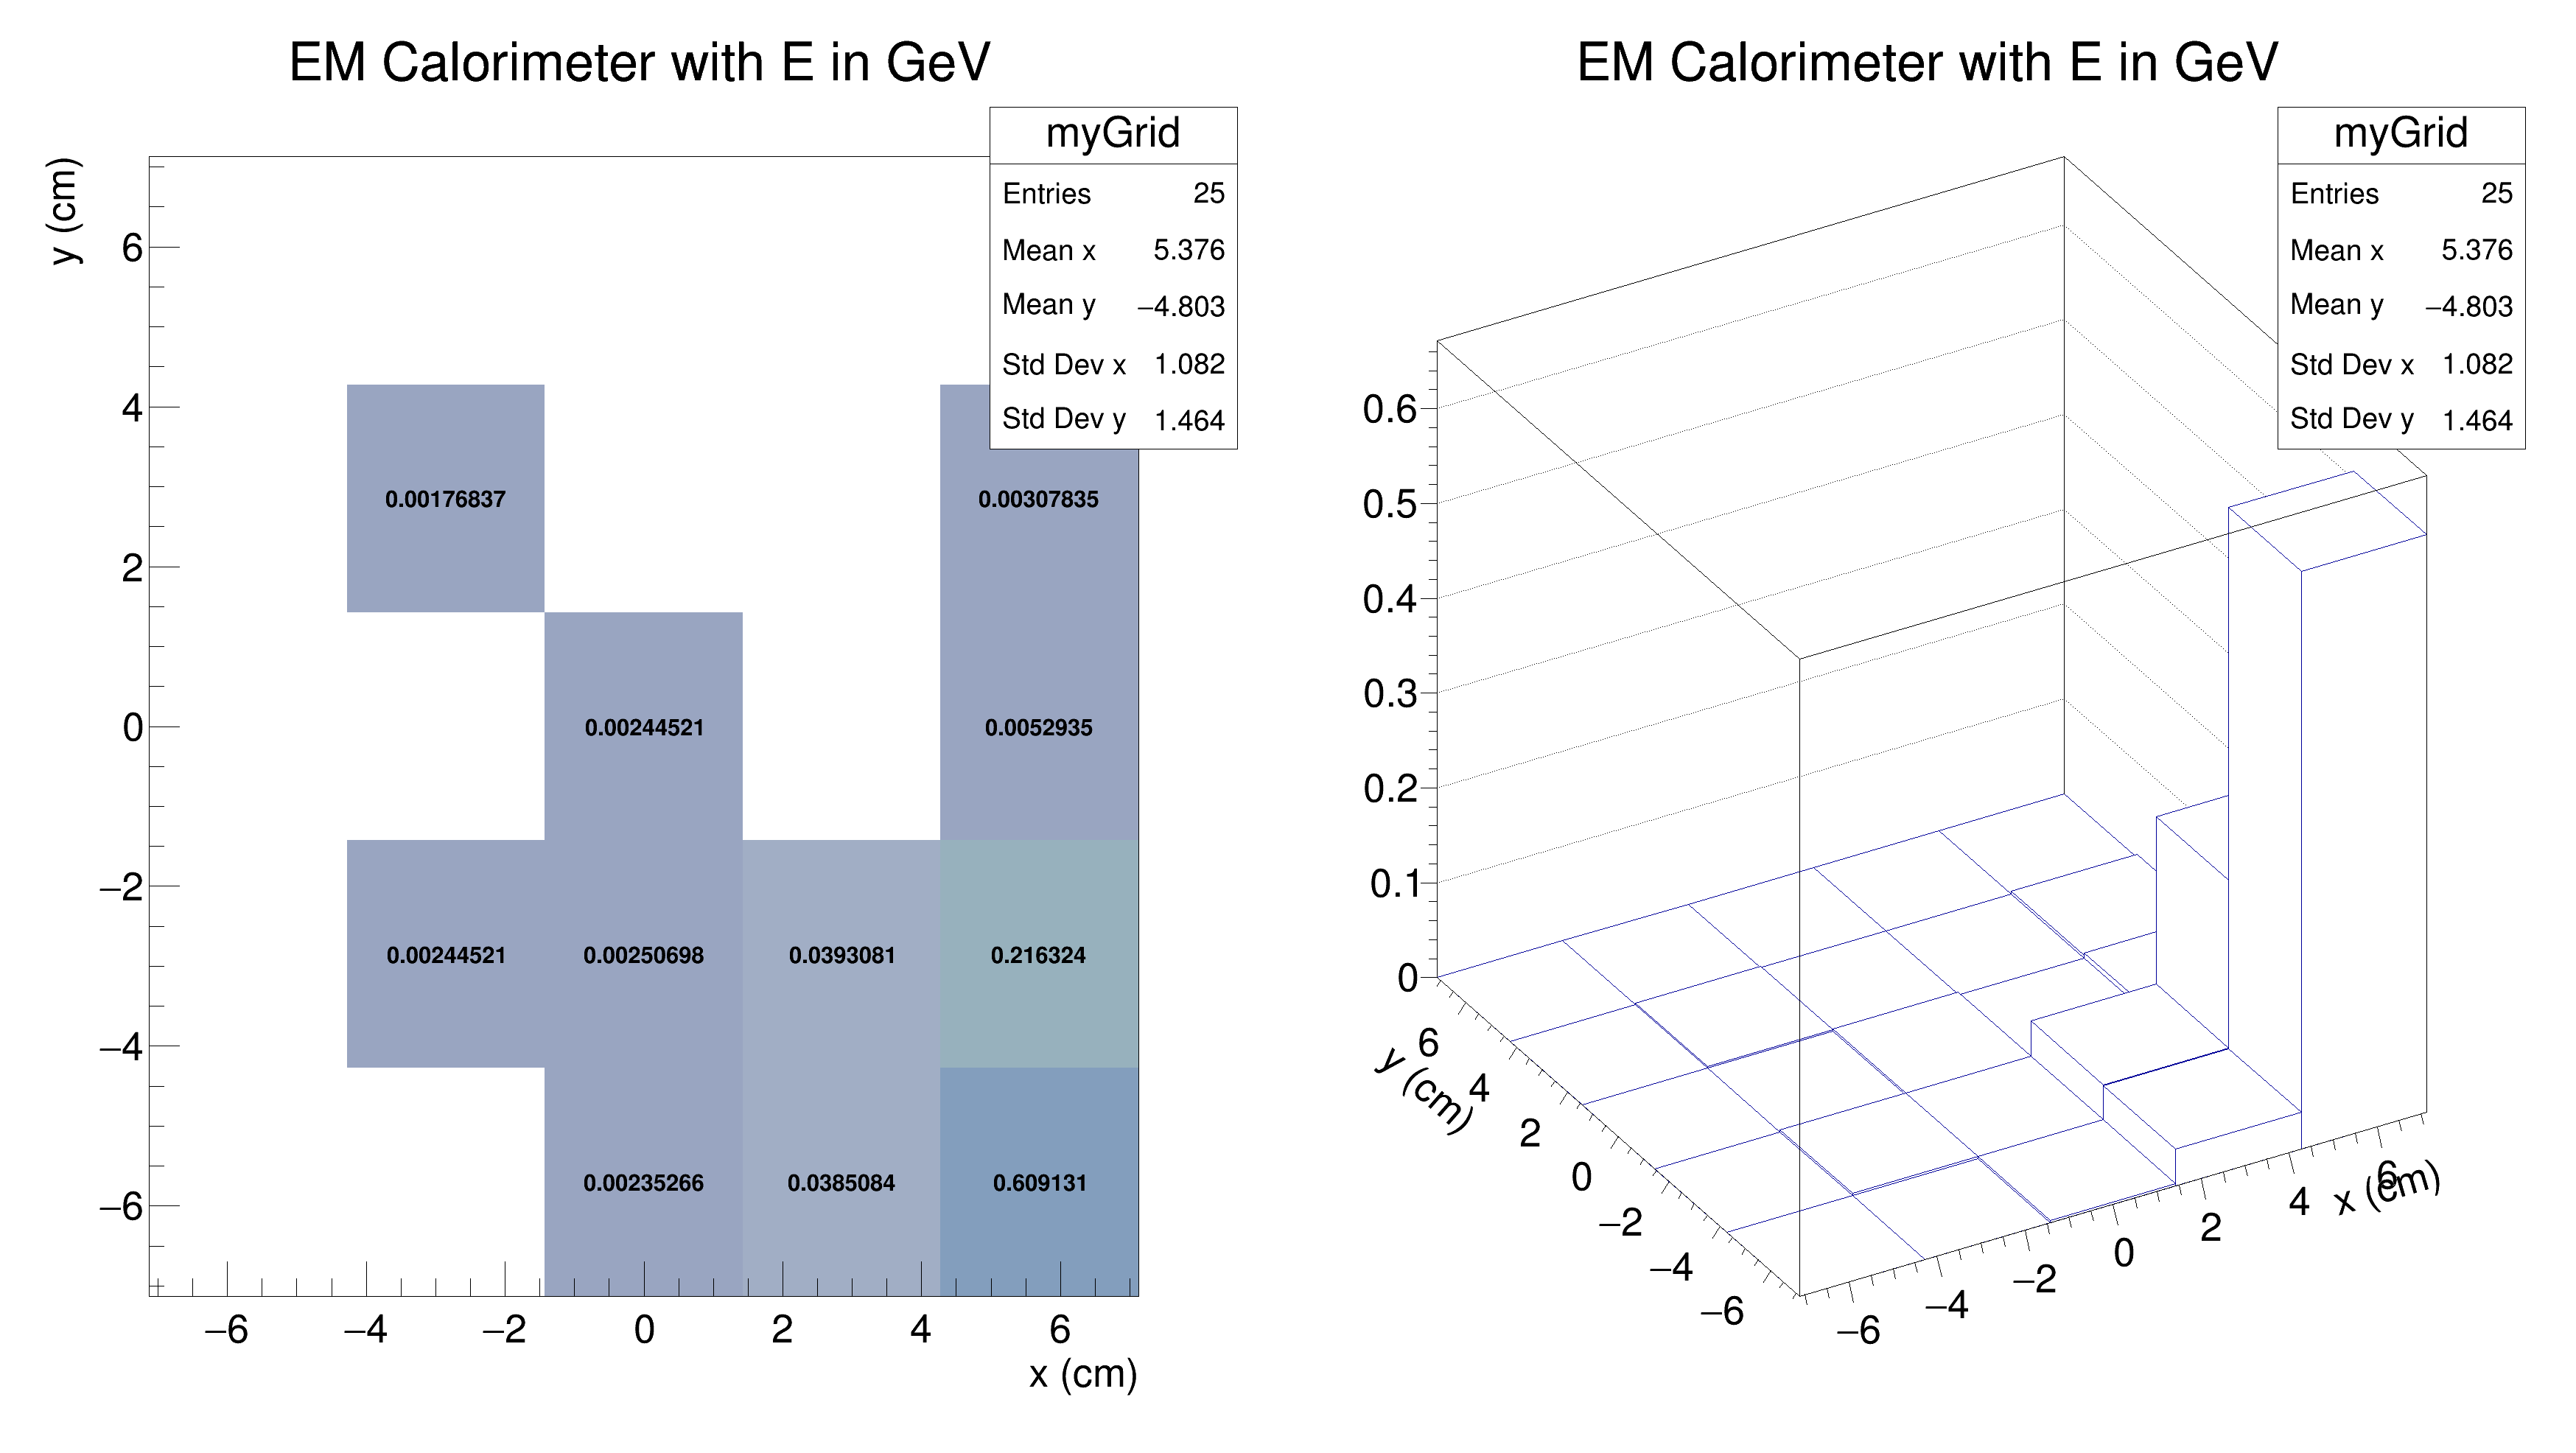 EM Calorimeter with E in GeV
myGrid
Entries 25
Mean x 5.376
Mean y −4.803
Std Dev x 1.082
Std Dev y 1.464
y (cm)
6
4
2
0
−2
−4
−6
0.00176837 0.00307835
0.00244521 0.0052935
0.00244521 0.00250698 0.0393081 0.216324
0.00235266 0.0385084 0.609131
−6 −4 −2 0 2 4 6
x (cm)
EM Calorimeter with E in GeV
myGrid
Entries 25
Mean x 5.376
Mean y −4.803
Std Dev x 1.082
Std Dev y 1.464
0.6
0.5
0.4
0.3
0.2
0.1
0
6
4
2
0
−2
−4
−6
y (cm)
−6
−4
−2
0
2
4
6
x (cm)